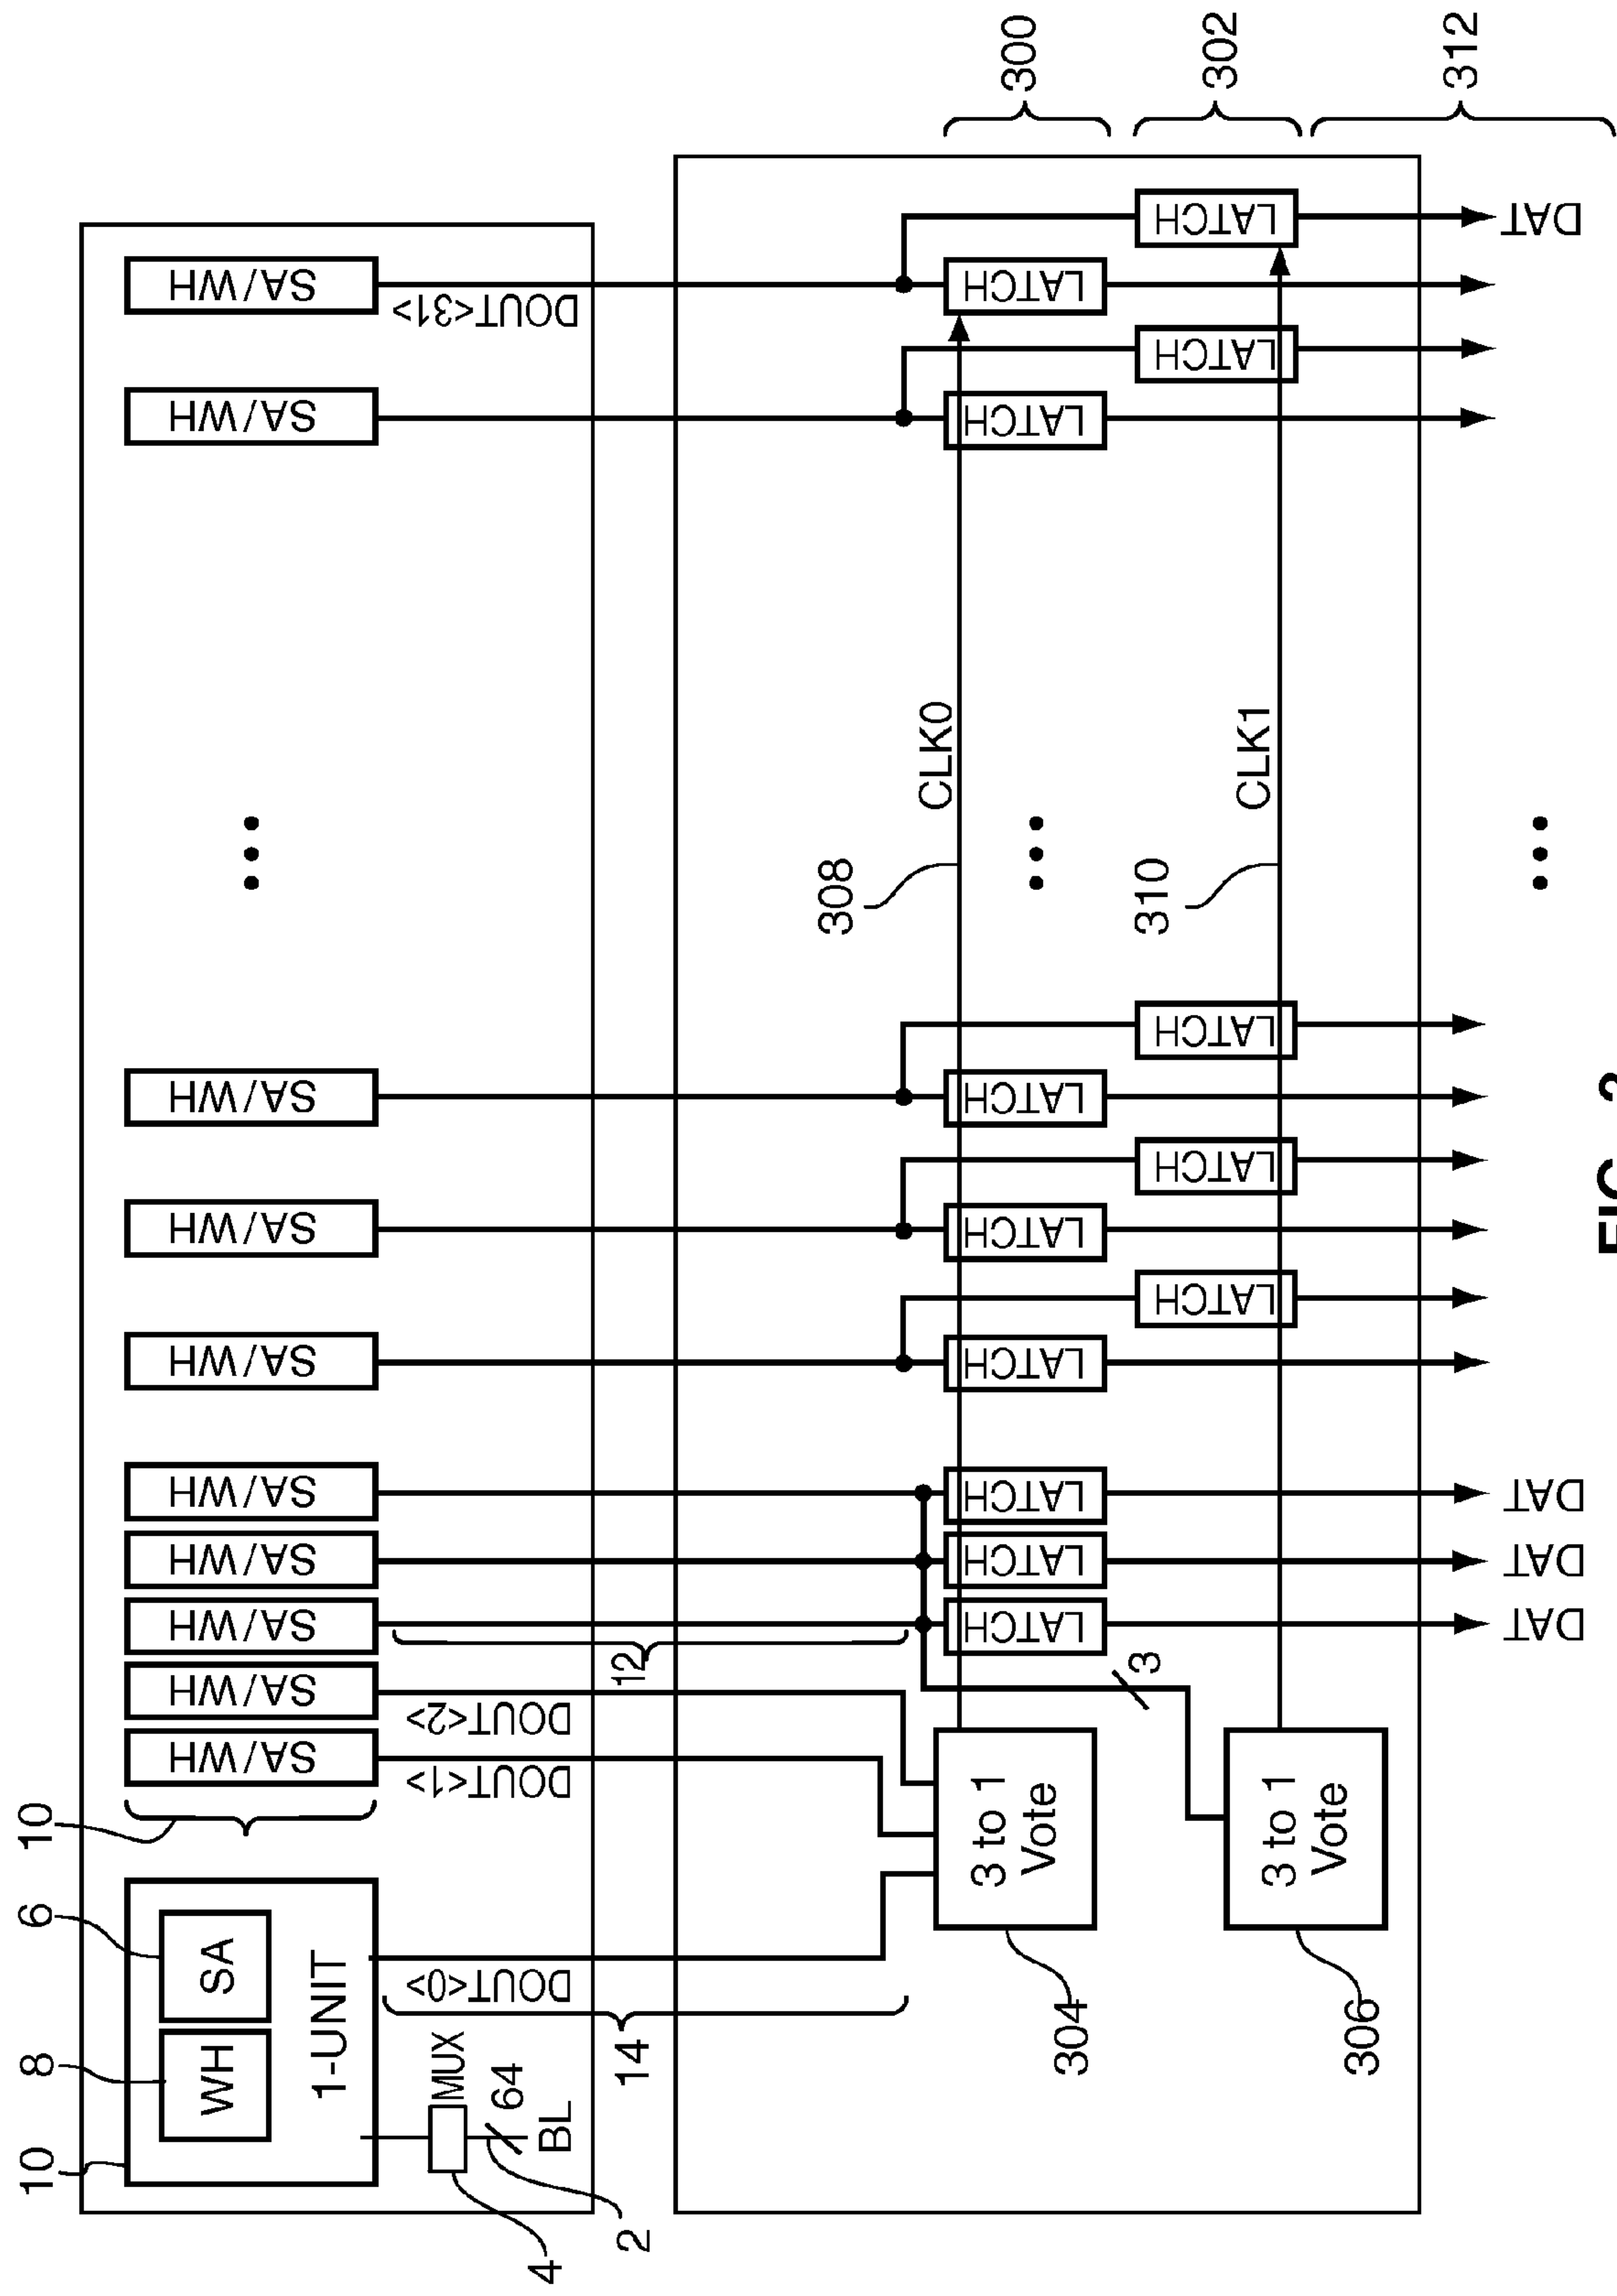 10
8
6
10
WH
SA
1-UNIT
SA/WH
SA/WH
SA/WH
SA/WH
SA/WH
SA/WH
SA/WH
SA/WH
SA/WH
SA/WH
MUX
4
64
BL
2
DOUT<0>
DOUT<1>
DOUT<2>
DOUT<31>
14
12
308
CLK0
3 to 1
Vote
LATCH
LATCH
LATCH
LATCH
LATCH
LATCH
LATCH
LATCH
300
304
3
310
CLK1
LATCH
LATCH
LATCH
LATCH
LATCH
302
3 to 1
Vote
306
312
DAT
DAT
DAT
DAT
FIG.